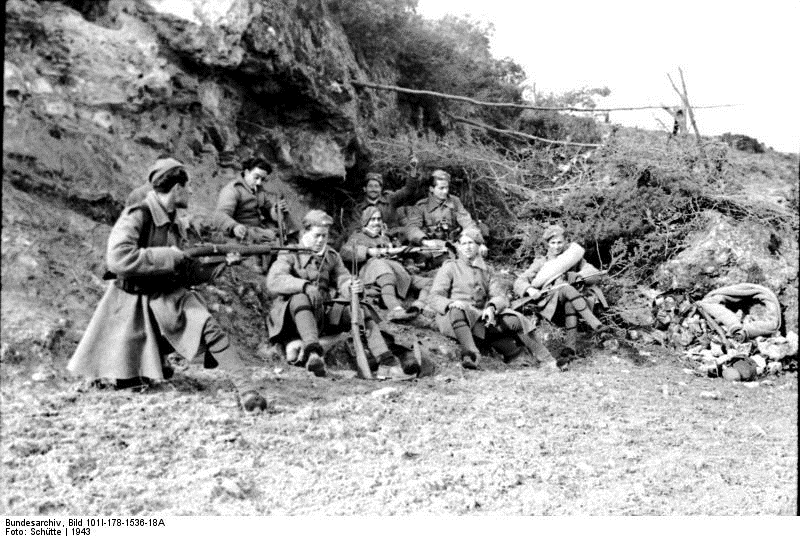 Bundesarchiv, Bild 101I-178-1536-18A
Foto: Schütte | 1943